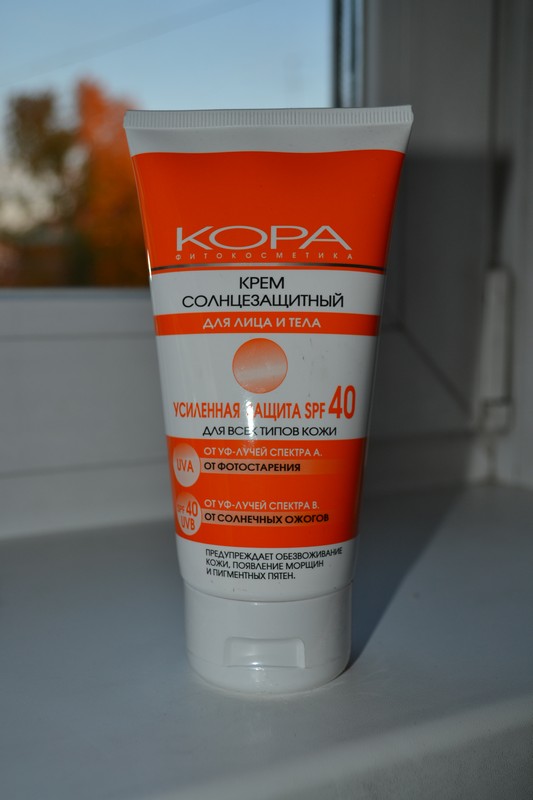 КОРА
ФИТОКОСМЕТИКА
КРЕМ
СОЛНЦЕЗАЩИТНЫЙ
ДЛЯ ЛИЦА И ТЕЛА
УСИЛЕННАЯ ЗАЩИТА SPF 40
ДЛЯ ВСЕХ ТИПОВ КОЖИ
UVA
ОТ УФ-ЛУЧЕЙ СПЕКТРА А.
ОТ ФОТОСТАРЕНИЯ
SPF 40
UVB
ОТ УФ-ЛУЧЕЙ СПЕКТРА В.
ОТ СОЛНЕЧНЫХ ОЖОГОВ
ПРЕДУПРЕЖДАЕТ ОБЕЗВОЖИВАНИЕ
КОЖИ, ПОЯВЛЕНИЕ МОРЩИН
И ПИГМЕНТНЫХ ПЯТЕН.